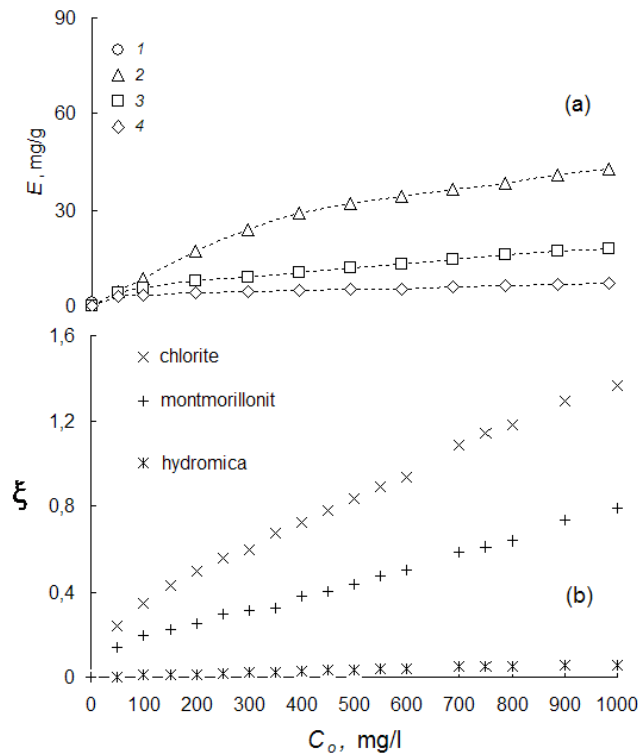 90
60
30
0
E, mg/g
1
2
3
4
(a)
1,6
1,2
0,8
0,4
0
ξ
chlorite
montmorillonit
hydromica
(b)
0 100 200 300 400 500 600 700 800 900 1000
Co, mg/l